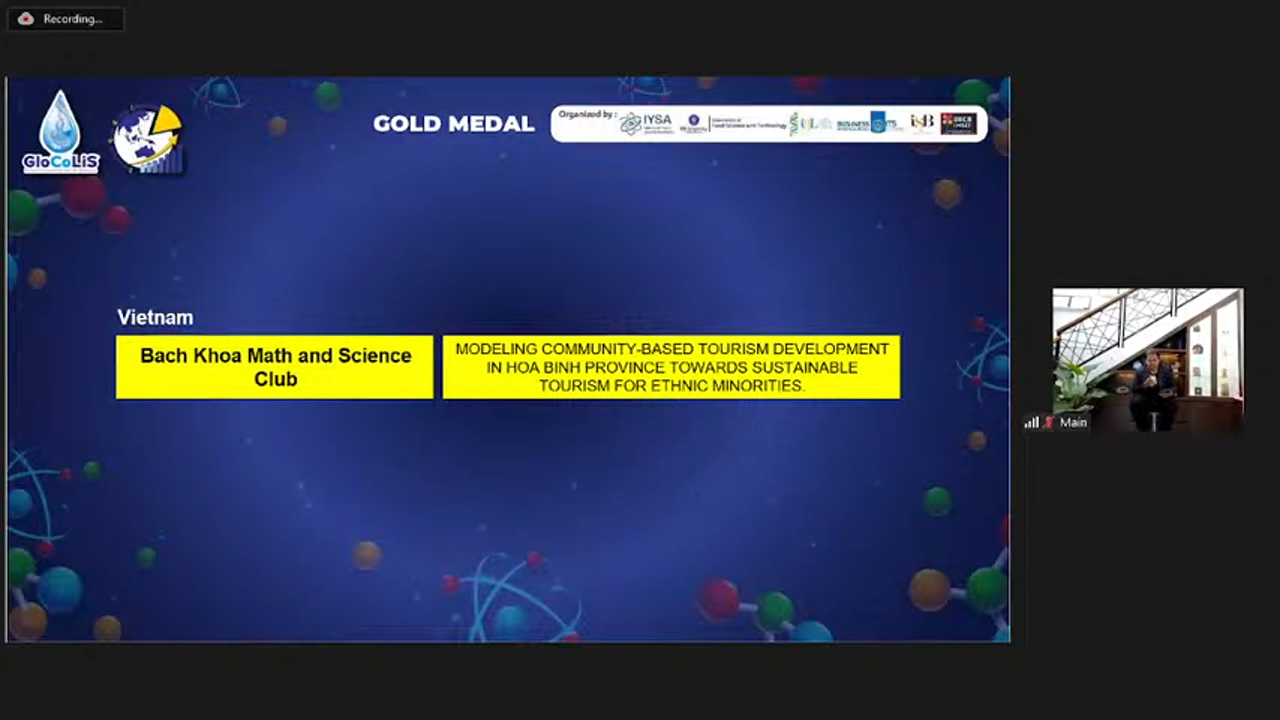 Recording...
GOLD MEDAL
Organized by :
IYSA
GloCoLiS
Vietnam
Bach Khoa Math and Science
Club
MODELING COMMUNITY-BASED TOURISM DEVELOPMENT
IN HOA BINH PROVINCE TOWARDS SUSTAINABLE
TOURISM FOR ETHNIC MINORITIES.
Main